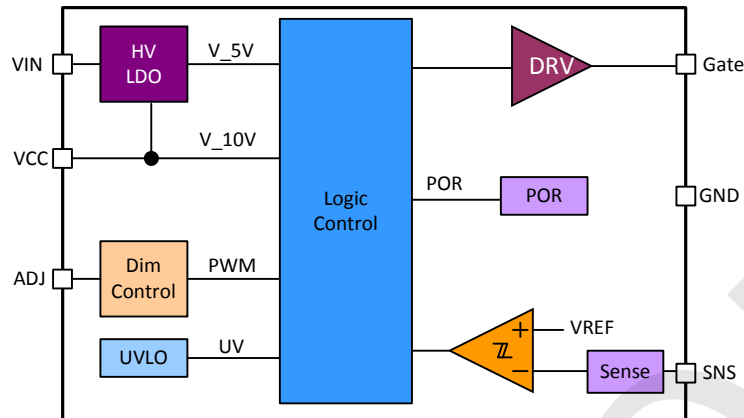 VIN
HV
LDO
V_5V
DRV
Gate
VCC
V_10V
Logic
Control
POR
POR
GND
ADJ
Dim
Control
PWM
+
VREF
UVLO
UV
−
Sense
SNS